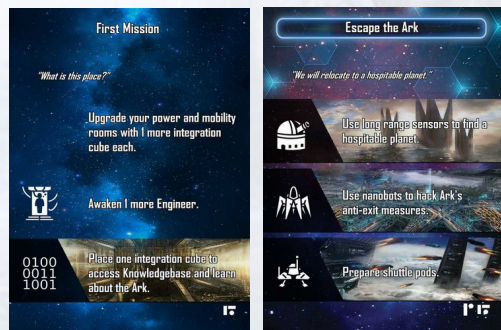 First Mission
"What is this place?"
Upgrade your power and mobility
rooms with 1 more integration
cube each.
Awaken 1 more Engineer.
0100
0011
1001
Place one integration cube to
access Knowledgebase and learn
about the Ark.
Escape the Ark
"We will relocate to a hospitable planet."
Use long range sensors to find a
hospitable planet.
Use nanobots to hack Ark's
anti-exit measures.
Prepare shuttle pods.